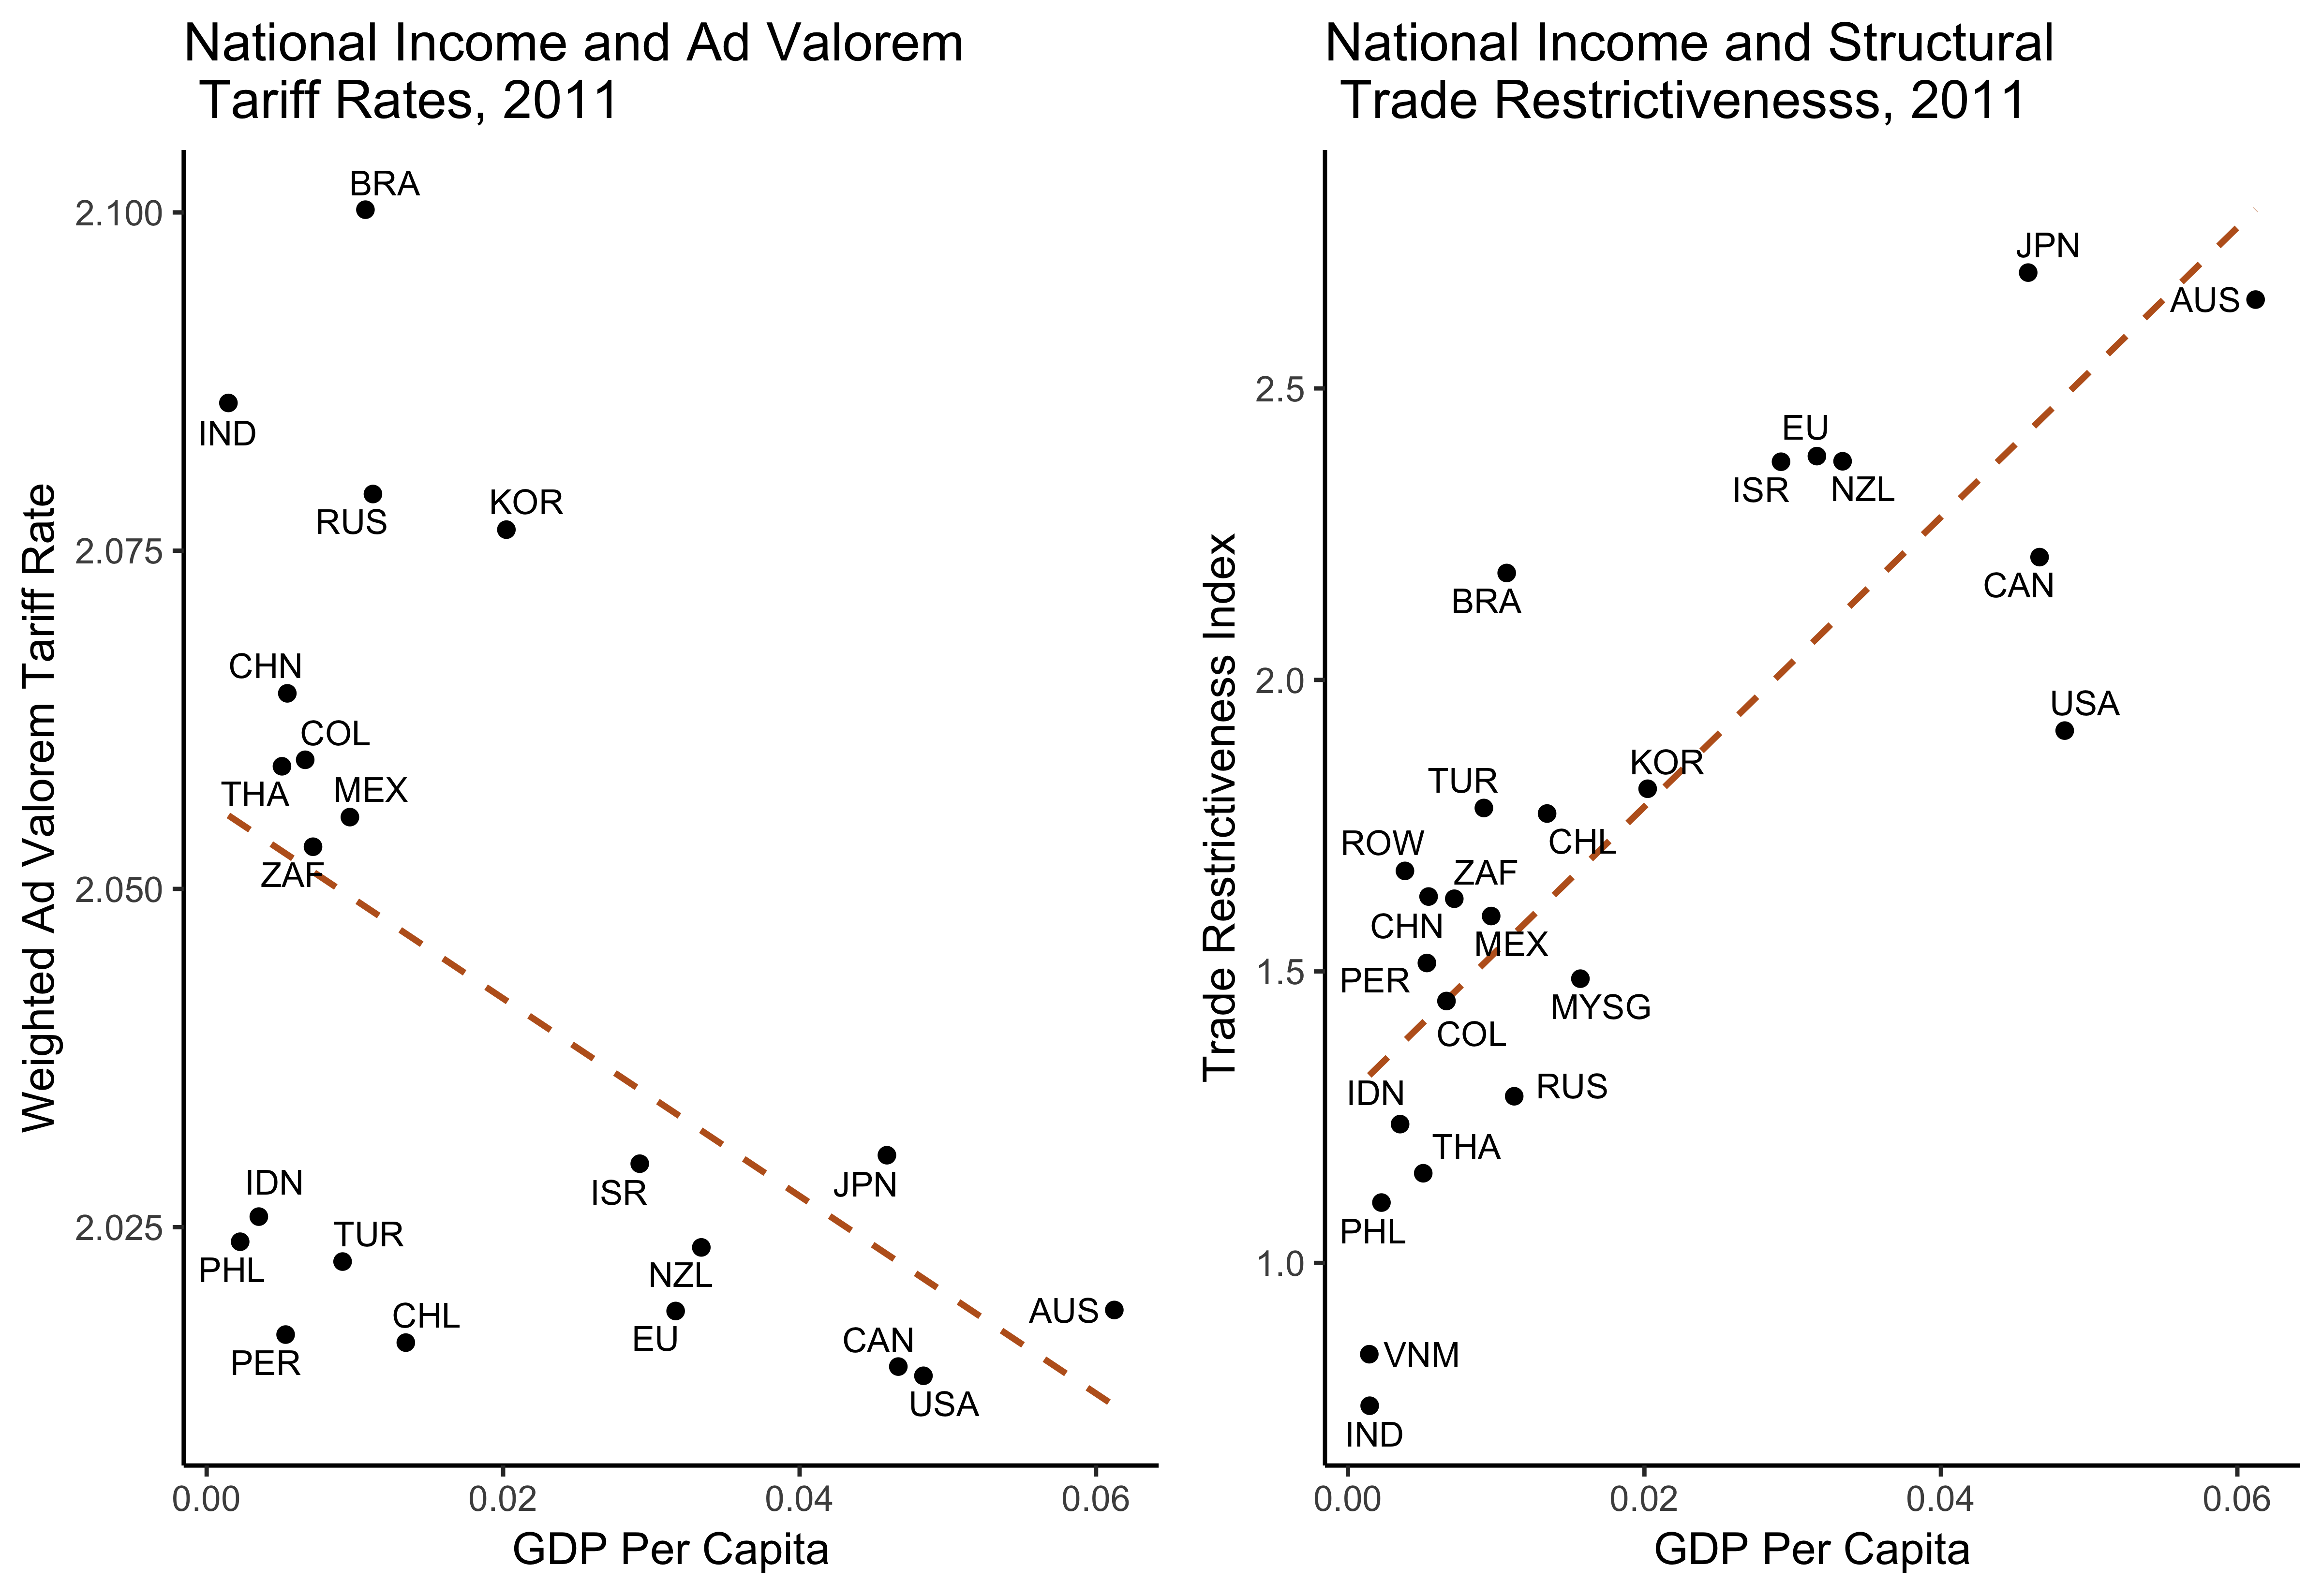 National Income and Ad Valorem
Tariff Rates, 2011
Weighted Ad Valorem Tariff Rate
2.100
2.075
2.050
2.025
BRA
IND
RUS
KOR
CHN
COL
THA
MEX
ZAF
IDN
PHL
TUR
PER
CHL
ISR
JPN
NZL
EU
AUS
CAN
USA
0.00
0.02
0.04
0.06
GDP Per Capita
National Income and Structural
Trade Restrictivenesss, 2011
Trade Restrictiveness Index
2.5
2.0
1.5
1.0
JPN
AUS
EU
ISR
NZL
CAN
BRA
USA
KOR
TUR
CHL
ROW
ZAF
CHN
MEX
PER
MYSG
COL
RUS
IDN
THA
PHL
VNM
IND
0.00
0.02
0.04
0.06
GDP Per Capita